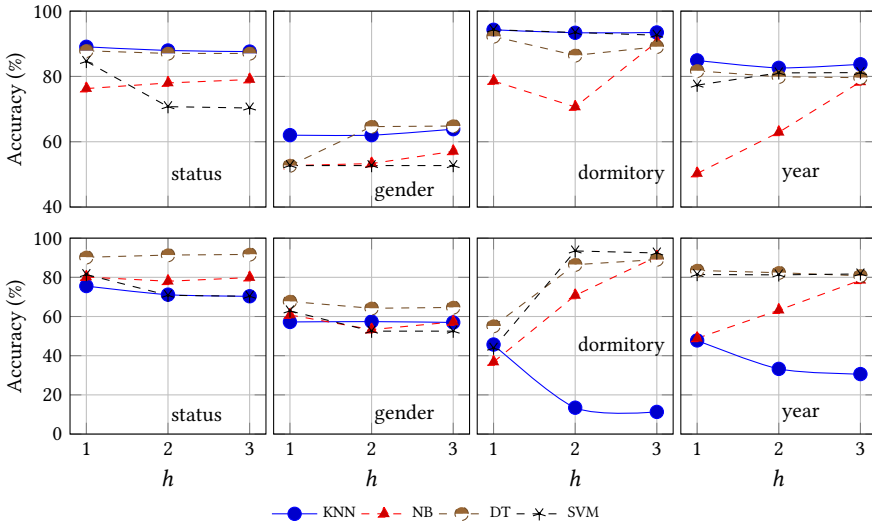 100
80
60
40
Accuracy (%)
status
gender
dormitory
year
100
80
60
40
20
0
Accuracy (%)
status
gender
dormitory
year
1 2 3
1 2 3
1 2 3
1 2 3
h
h
h
h
KNN NB DT SVM